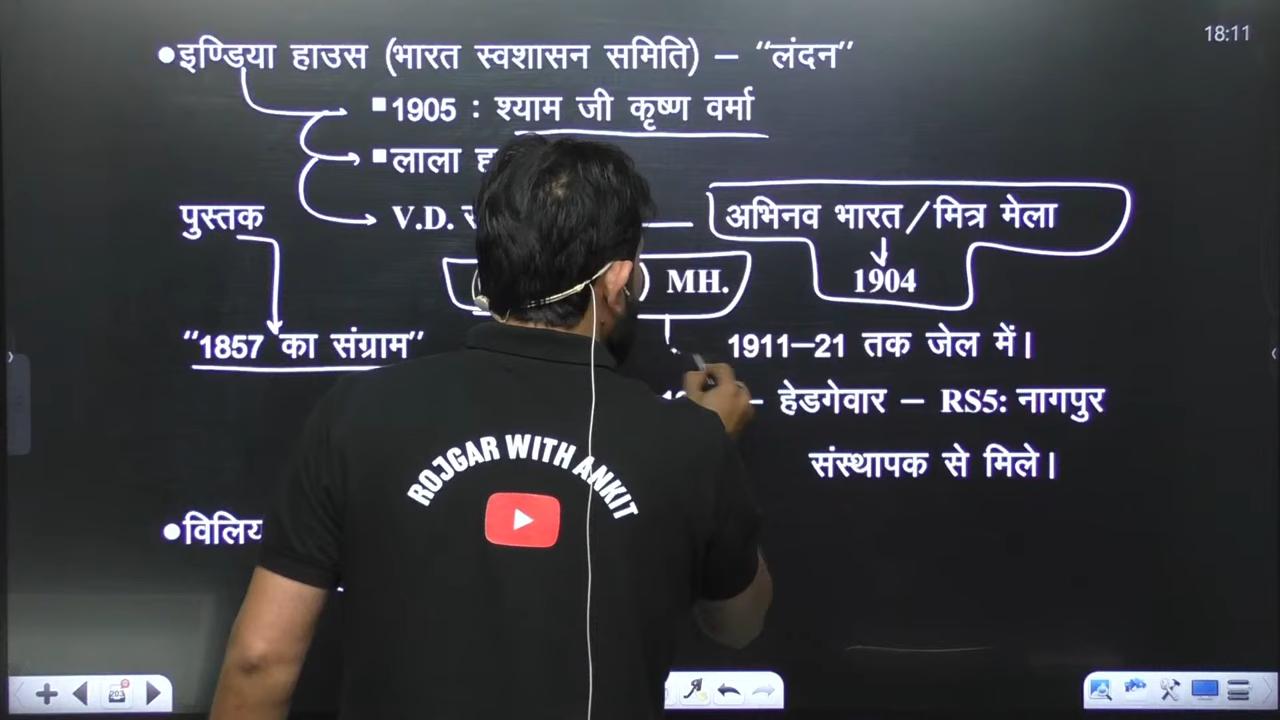 18:11
●इण्डिया हाउस (भारत स्वशासन समिति) – “लंदन”
▪1905 : श्याम जी कृष्ण वर्मा
▪लाला
पुस्तक V.D. अभिनव भारत/मित्र मेला
) MH. 1904
“1857 का संग्राम” 1911–21 तक जेल में।
– हेडगेवार – RS5: नागपुर
संस्थापक से मिले।
ROJGAR WITH ANKIT
203